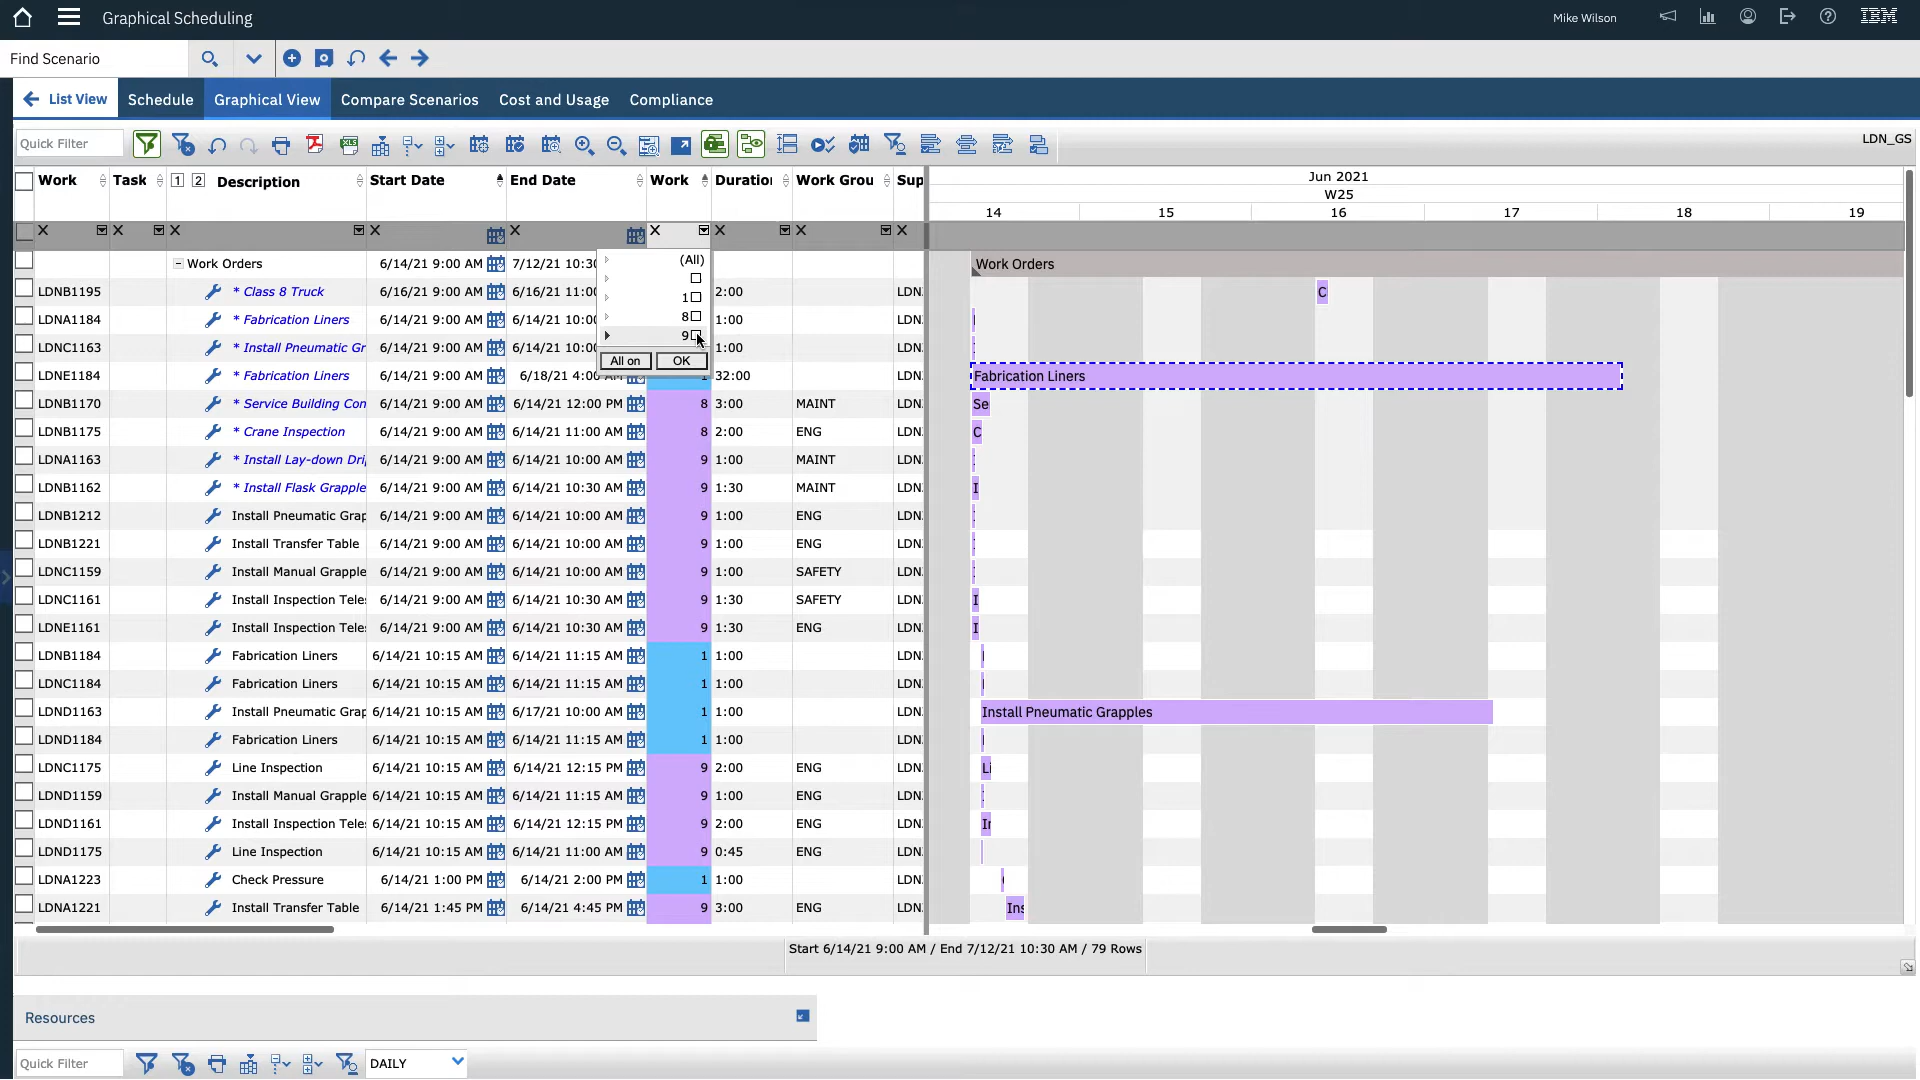 Graphical Scheduling
Mike Wilson
IBM
Find Scenario
List View
Schedule
Graphical View
Compare Scenarios
Cost and Usage
Compliance
Quick Filter
PDF
XLS
LDN_GS
Work Task 1 2 Description Start Date End Date Work Duration Work Grou Sup
Jun 2021
W25
14 15 16 17 18 19
X X X X X X X X X
Work Orders 6/14/21 9:00 AM 7/12/21 10:30 Work Orders
(All)
1
8
9
All on OK
LDNB1195 * Class 8 Truck 6/16/21 9:00 AM 6/16/21 11:00 2:00 LDN C
LDNA1184 * Fabrication Liners 6/14/21 9:00 AM 6/14/21 10:00 1:00 LDN
LDNC1163 * Install Pneumatic Gr 6/14/21 9:00 AM 6/14/21 10:00 1:00 LDN
LDNE1184 * Fabrication Liners 6/14/21 9:00 AM 6/18/21 4:00 AM 1 32:00 LDN Fabrication Liners
LDNB1170 * Service Building Con 6/14/21 9:00 AM 6/14/21 12:00 PM 8 3:00 MAINT LDN Se
LDNB1175 * Crane Inspection 6/14/21 9:00 AM 6/14/21 11:00 AM 8 2:00 ENG LDN C
LDNA1163 * Install Lay-down Dri 6/14/21 9:00 AM 6/14/21 10:00 AM 9 1:00 MAINT LDN
LDNB1162 * Install Flask Grapple 6/14/21 9:00 AM 6/14/21 10:30 AM 9 1:30 MAINT LDN I
LDNB1212 Install Pneumatic Grap 6/14/21 9:00 AM 6/14/21 10:00 AM 9 1:00 ENG LDN
LDNB1221 Install Transfer Table 6/14/21 9:00 AM 6/14/21 10:00 AM 9 1:00 ENG LDN
LDNC1159 Install Manual Grapple 6/14/21 9:00 AM 6/14/21 10:00 AM 9 1:00 SAFETY LDN
LDNC1161 Install Inspection Teles 6/14/21 9:00 AM 6/14/21 10:30 AM 9 1:30 SAFETY LDN I
LDNE1161 Install Inspection Teles 6/14/21 9:00 AM 6/14/21 10:30 AM 9 1:30 ENG LDN I
LDNB1184 Fabrication Liners 6/14/21 10:15 AM 6/14/21 11:15 AM 1 1:00 LDN
LDNC1184 Fabrication Liners 6/14/21 10:15 AM 6/14/21 11:15 AM 1 1:00 LDN
LDND1163 Install Pneumatic Grap 6/14/21 10:15 AM 6/17/21 10:00 AM 1 1:00 LDN Install Pneumatic Grapples
LDND1184 Fabrication Liners 6/14/21 10:15 AM 6/14/21 11:15 AM 1 1:00 LDN
LDNC1175 Line Inspection 6/14/21 10:15 AM 6/14/21 12:15 PM 9 2:00 ENG LDN Li
LDND1159 Install Manual Grapple 6/14/21 10:15 AM 6/14/21 11:15 AM 9 1:00 ENG LDN
LDND1161 Install Inspection Teles 6/14/21 10:15 AM 6/14/21 12:15 PM 9 2:00 ENG LDN In
LDND1175 Line Inspection 6/14/21 10:15 AM 6/14/21 11:00 AM 9 0:45 ENG LDN
LDNA1223 Check Pressure 6/14/21 1:00 PM 6/14/21 2:00 PM 1 1:00 LDN
LDNA1221 Install Transfer Table 6/14/21 1:45 PM 6/14/21 4:45 PM 9 3:00 ENG LDN Ins
Start 6/14/21 9:00 AM / End 7/12/21 10:30 AM / 79 Rows
Resources
Quick Filter
DAILY